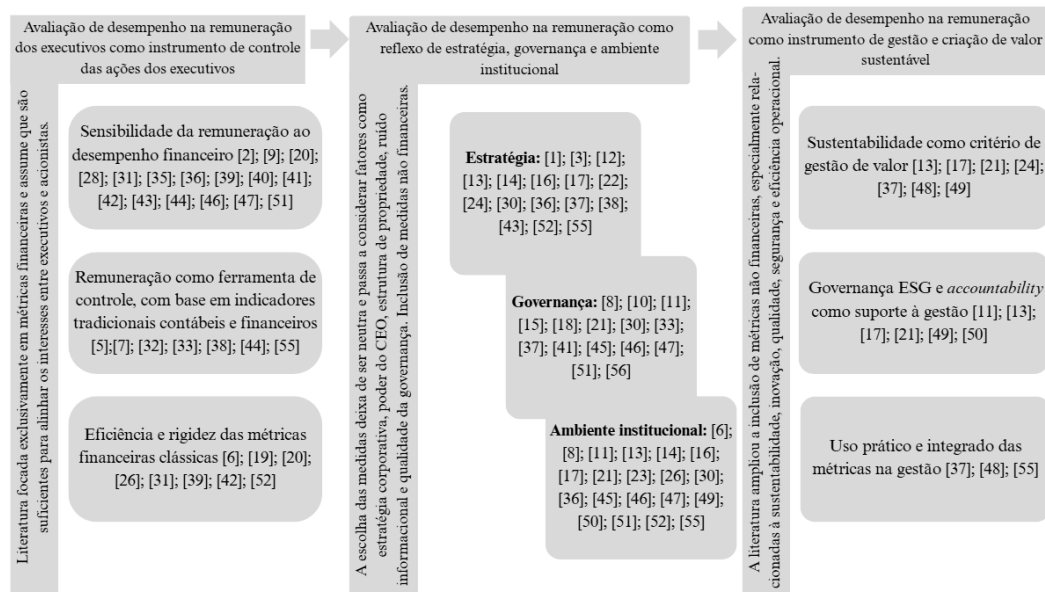 Avaliação de desempenho na remuneração
dos executivos como instrumento de controle
das ações dos executivos
Literatura focada exclusivamente em métricas financeiras e assume que são
suficientes para alinhar os interesses entre executivos e acionistas.
Sensibilidade da remuneração ao
desempenho financeiro [2]; [9]; [20];
[28]; [31]; [35]; [36]; [39]; [40]; [41];
[42]; [43]; [44]; [46]; [47]; [51]
Remuneração como ferramenta de
controle, com base em indicadores
tradicionais contábeis e financeiros
[5];[7]; [32]; [33]; [38]; [44]; [55]
Eficiência e rigidez das métricas
financeiras clássicas [6]; [19]; [20];
[26]; [31]; [39]; [42]; [52]
Avaliação de desempenho na remuneração como
reflexo de estratégia, governança e ambiente
institucional
A escolha das medidas deixa de ser neutra e passa a considerar fatores como
estratégia corporativa, poder do CEO, estrutura de propriedade, ruído
informacional e qualidade da governança. Inclusão de medidas não financeiras.
Estratégia: [1]; [3]; [12];
[13]; [14]; [16]; [17]; [22];
[24]; [30]; [36]; [37]; [38];
[43]; [52]; [55]
Governança: [8]; [10]; [11];
[15]; [18]; [21]; [30]; [33];
[37]; [41]; [45]; [46]; [47];
[51]; [56]
Ambiente institucional: [6];
[8]; [11]; [13]; [14]; [16];
[17]; [21]; [23]; [26]; [30];
[36]; [45]; [46]; [47]; [49];
[50]; [51]; [52]; [55]
Avaliação de desempenho na remuneração
como instrumento de gestão e criação de valor
sustentável
A literatura ampliou a inclusão de métricas não financeiras, especialmente rela-
cionadas à sustentabilidade, inovação, qualidade, segurança e eficiência operacional.
Sustentabilidade como critério de
gestão de valor [13]; [17]; [21]; [24];
[37]; [48]; [49]
Governança ESG e accountability
como suporte à gestão [11]; [13];
[17]; [21]; [49]; [50]
Uso prático e integrado das
métricas na gestão [37]; [48]; [55]